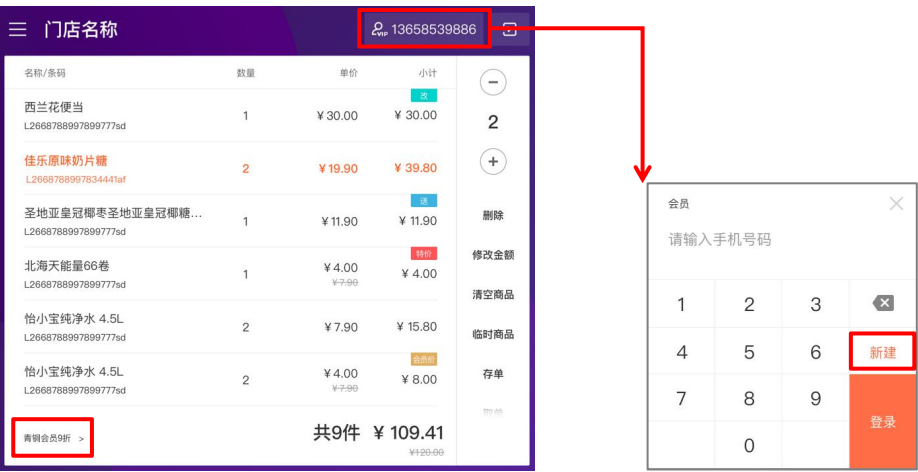 门店名称
VIP 13658539886
名称/条码 数量 单价 小计
改
西兰花便当 1 ¥30.00 ¥ 30.00
L2668788997899777sd
佳乐原味奶片糖 2 ¥19.90 ¥ 39.80
L2668788997834441af
送
圣地亚皇冠椰枣圣地亚皇冠椰糖... 1 ¥11.90 ¥ 11.90
L2668788997899777sd
特价
北海天能量66卷 1 ¥4.00 ¥ 4.00
L2668788997899777sd ¥7.90
怡小宝纯净水 4.5L 2 ¥7.90 ¥ 15.80
L2668788997899777sd
会员价
怡小宝纯净水 4.5L 2 ¥4.00 ¥ 8.00
L2668788997899777sd ¥7.90
青铜会员9折 >
共9件 ¥ 109.41
¥120.00
2
删除
修改金额
清空商品
临时商品
存单
取单
会员
请输入手机号码
1 2 3
4 5 6 新建
7 8 9
登录
0